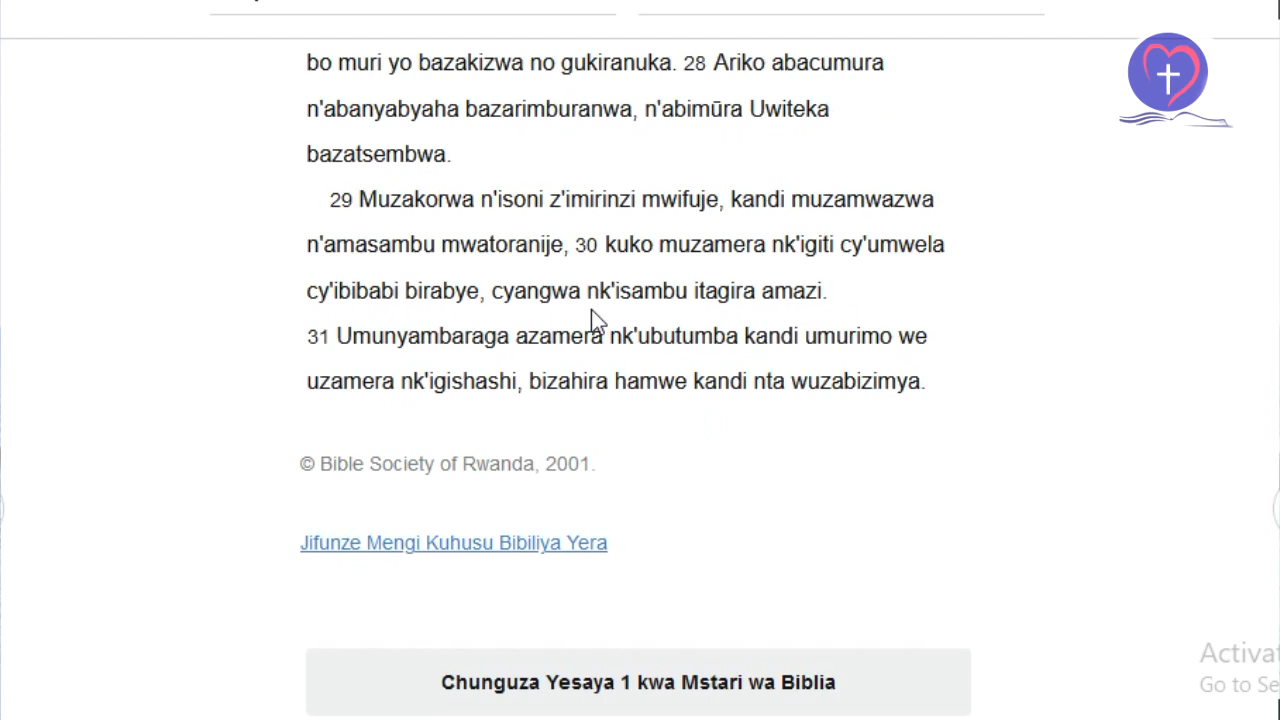 bo muri yo bazakizwa no gukiranuka. 28 Ariko abacumura
n'abanyabyaha bazarimburanwa, n'abimūra Uwiteka
bazatsembwa.
29 Muzakorwa n'isoni z'imirinzi mwifuje, kandi muzamwazwa
n'amasambu mwatoranije, 30 kuko muzamera nk'igiti cy'umwela
cy'ibibabi birabye, cyangwa nk'isambu itagira amazi.
31 Umunyambaraga azamera nk'ubutumba kandi umurimo we
uzamera nk'igishashi, bizahira hamwe kandi nta wuzabizimya.
© Bible Society of Rwanda, 2001.
Jifunze Mengi Kuhusu Bibiliya Yera
Chunguza Yesaya 1 kwa Mstari wa Biblia
Activa
Go to Se